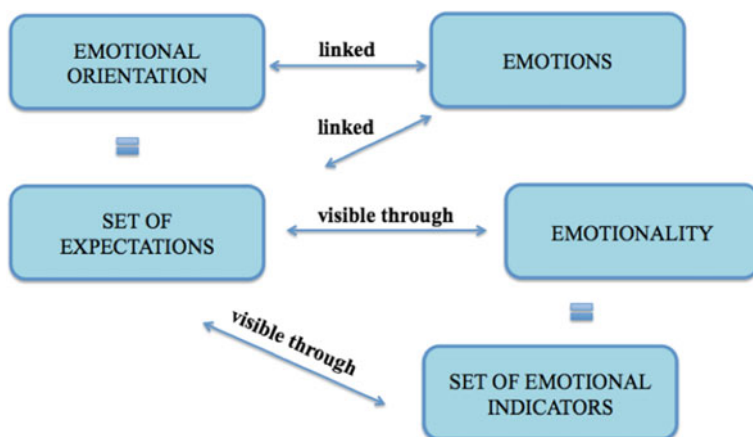 EMOTIONAL
ORIENTATION
linked
EMOTIONS
linked
SET OF
EXPECTATIONS
visible through
EMOTIONALITY
visible through
SET OF EMOTIONAL
INDICATORS